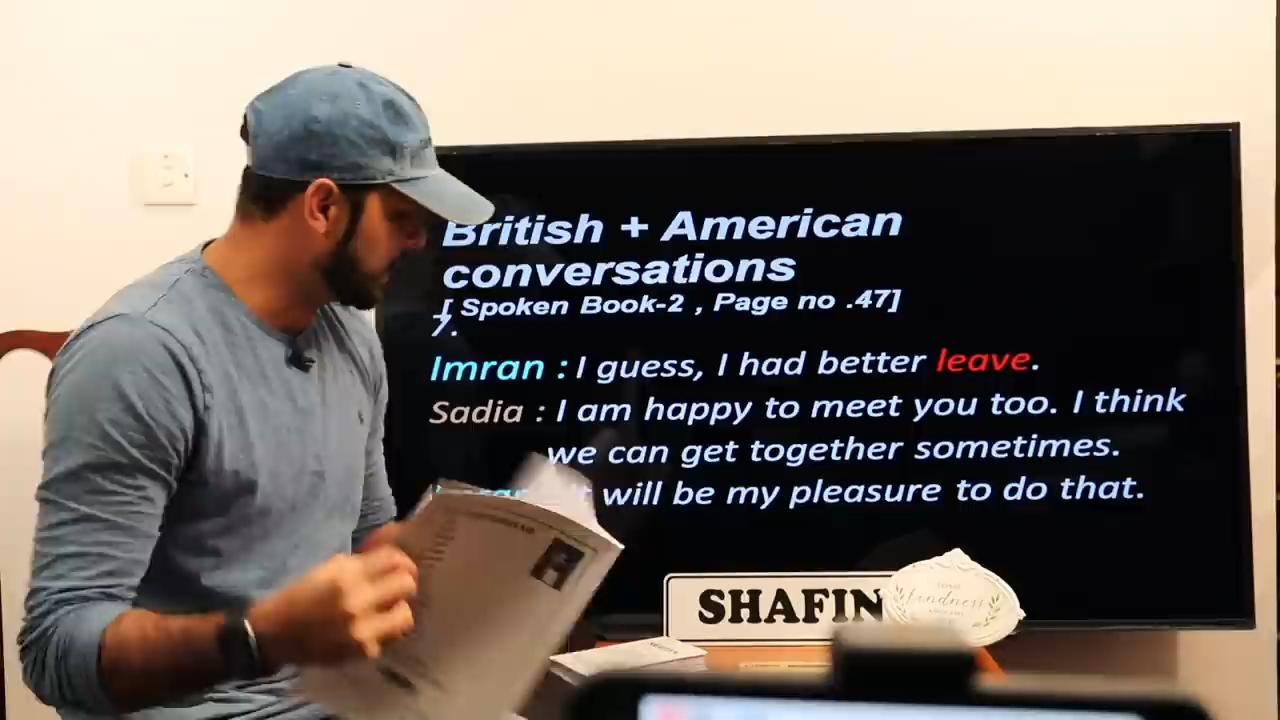 British + American
conversations
[ Spoken Book-2 , Page no .47]
7.
Imran : I guess, I had better leave.
Sadia : I am happy to meet you too. I think
we can get together sometimes.
will be my pleasure to do that.
SHAFIN
kindness